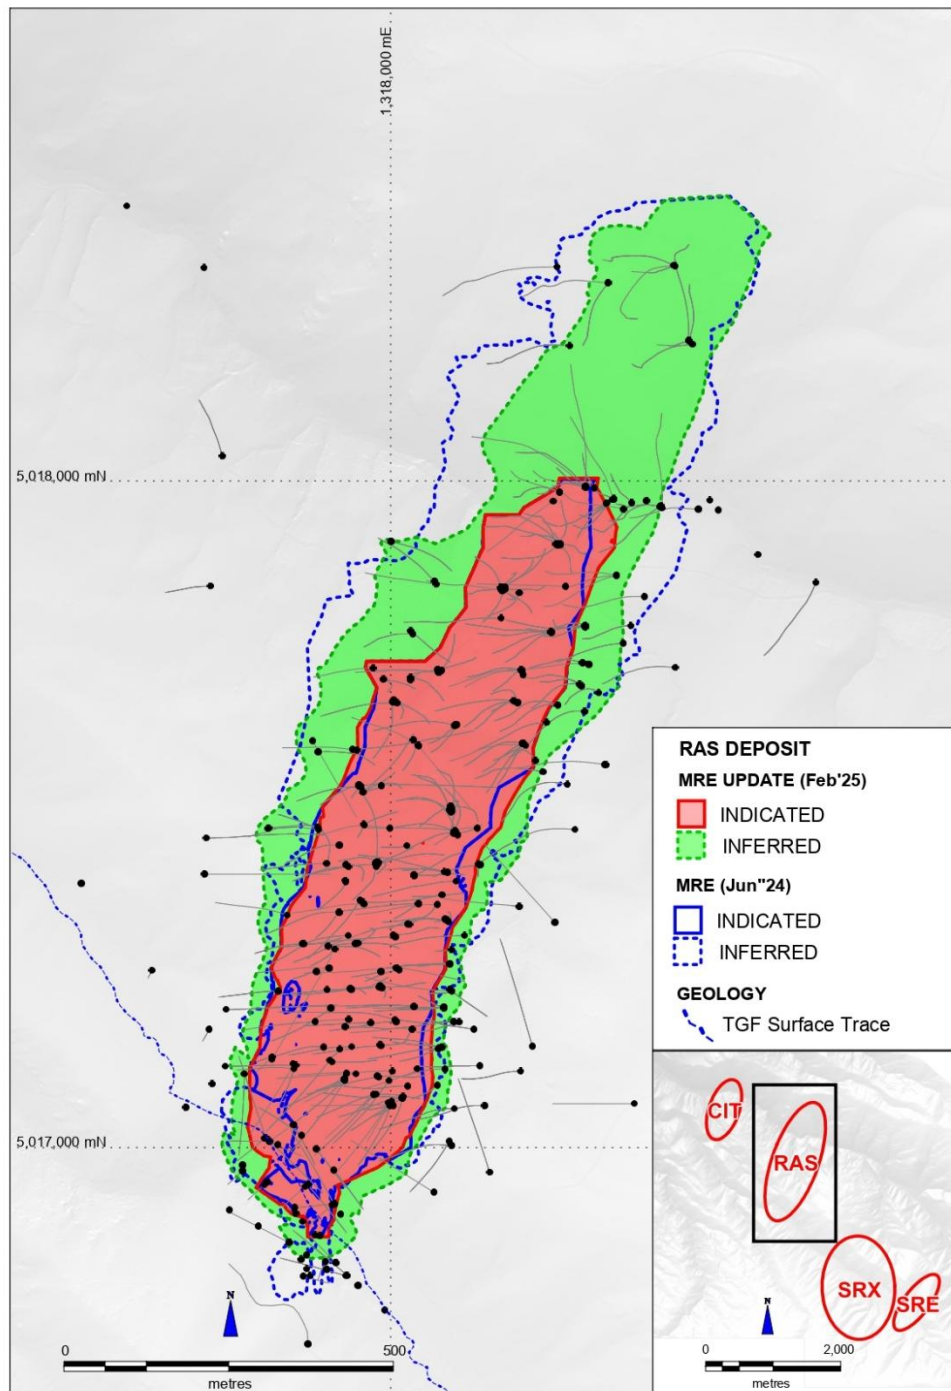 1,318,000 mE
5,018,000 mN
5,017,000 mN
N
0 500
metres
RAS DEPOSIT
MRE UPDATE (Feb'25)
INDICATED
INFERRED
MRE (Jun"24)
INDICATED
INFERRED
GEOLOGY
TGF Surface Trace
CIT
RAS
SRX
SRE
N
0 2,000
metres